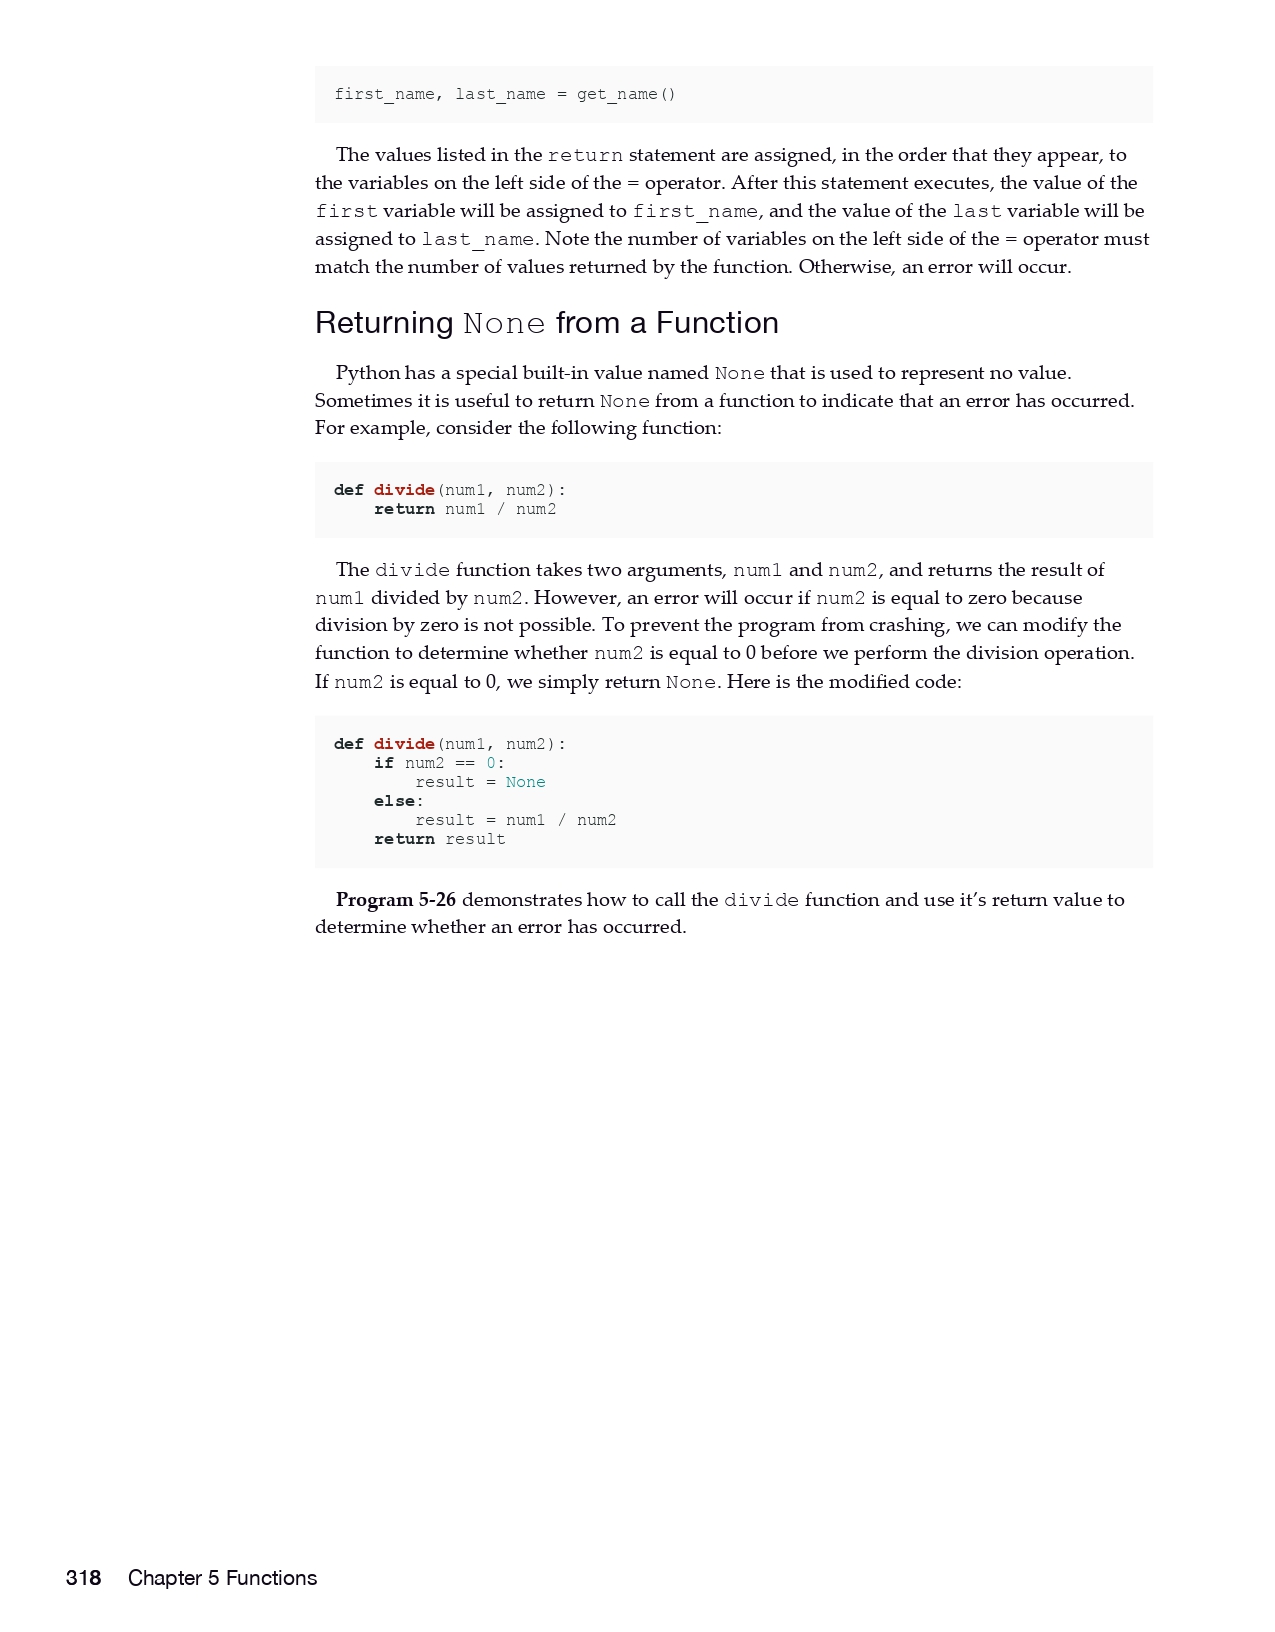 first_name, last_name = get_name()
The values listed in the return statement are assigned, in the order that they appear, to
the variables on the left side of the = operator. After this statement executes, the value of the
first variable will be assigned to first_name, and the value of the last variable will be
assigned to last_name. Note the number of variables on the left side of the = operator must
match the number of values returned by the function. Otherwise, an error will occur.
Returning None from a Function
Python has a special built-in value named None that is used to represent no value.
Sometimes it is useful to return None from a function to indicate that an error has occurred.
For example, consider the following function:
def divide(num1, num2):
    return num1 / num2
The divide function takes two arguments, num1 and num2, and returns the result of
num1 divided by num2. However, an error will occur if num2 is equal to zero because
division by zero is not possible. To prevent the program from crashing, we can modify the
function to determine whether num2 is equal to 0 before we perform the division operation.
If num2 is equal to 0, we simply return None. Here is the modified code:
def divide(num1, num2):
    if num2 == 0:
        result = None
    else:
        result = num1 / num2
    return result
Program 5-26 demonstrates how to call the divide function and use it’s return value to
determine whether an error has occurred.
318 Chapter 5 Functions